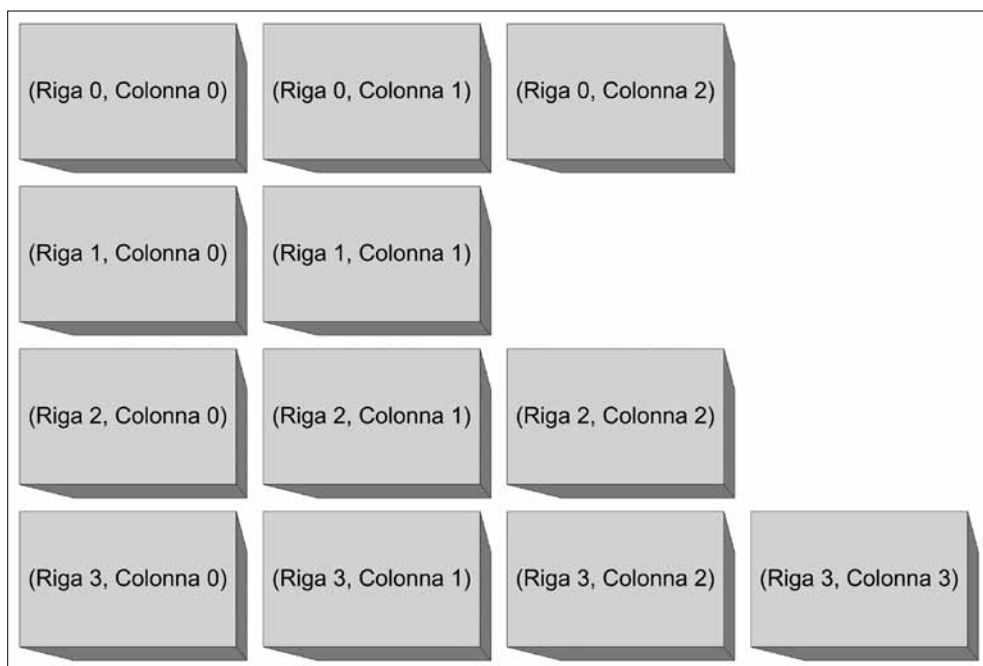 (Riga 0, Colonna 0) (Riga 0, Colonna 1) (Riga 0, Colonna 2)
(Riga 1, Colonna 0) (Riga 1, Colonna 1)
(Riga 2, Colonna 0) (Riga 2, Colonna 1) (Riga 2, Colonna 2)
(Riga 3, Colonna 0) (Riga 3, Colonna 1) (Riga 3, Colonna 2) (Riga 3, Colonna 3)